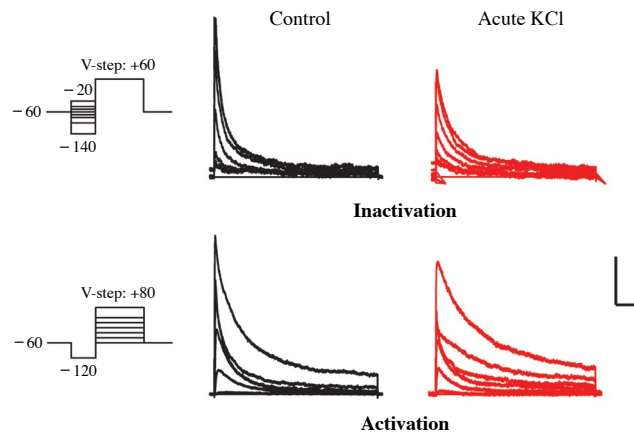 Control
Acute KCl
V-step: +60
−20
−60
−140
Inactivation
V-step: +80
−60
−120
Activation